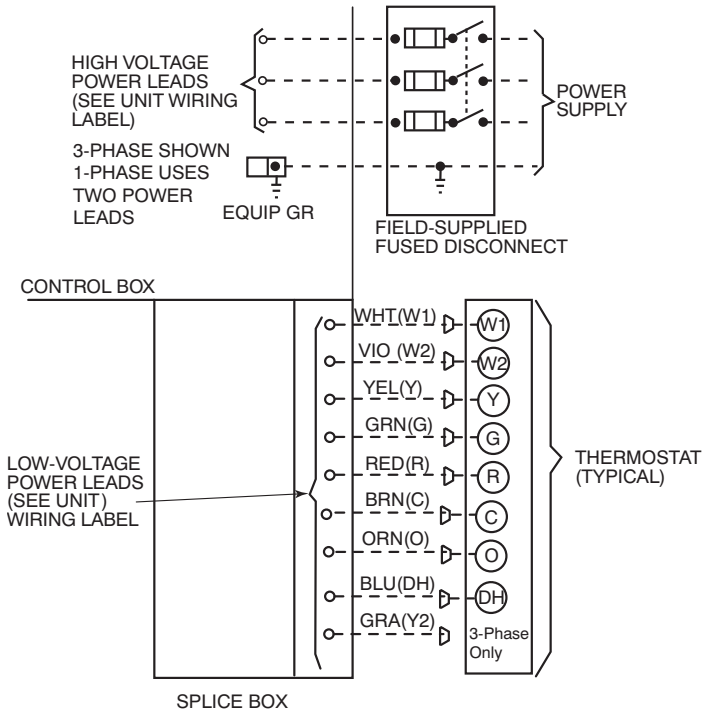 HIGH VOLTAGE
POWER LEADS
(SEE UNIT WIRING
LABEL)
POWER
SUPPLY
3-PHASE SHOWN
1-PHASE USES
TWO POWER
LEADS
EQUIP GR
FIELD-SUPPLIED
FUSED DISCONNECT
CONTROL BOX
WHT(W1)
W1
VIO (W2)
W2
YEL(Y)
Y
GRN(G)
G
RED(R)
R
BRN(C)
C
ORN(O)
O
BLU(DH)
DH
GRA(Y2)
3-Phase
Only
LOW-VOLTAGE
POWER LEADS
(SEE UNIT)
WIRING LABEL
THERMOSTAT
(TYPICAL)
SPLICE BOX